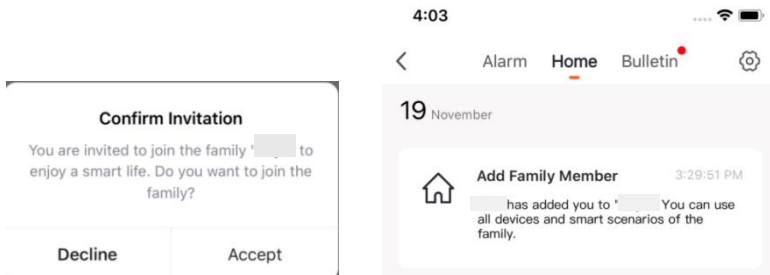 Confirm Invitation
You are invited to join the family ' to
enjoy a smart life. Do you want to join the
family?
Decline Accept
4:03
Alarm Home Bulletin
19 November
Add Family Member 3:29:51 PM
has added you to " You can use
all devices and smart scenarios of the
family.